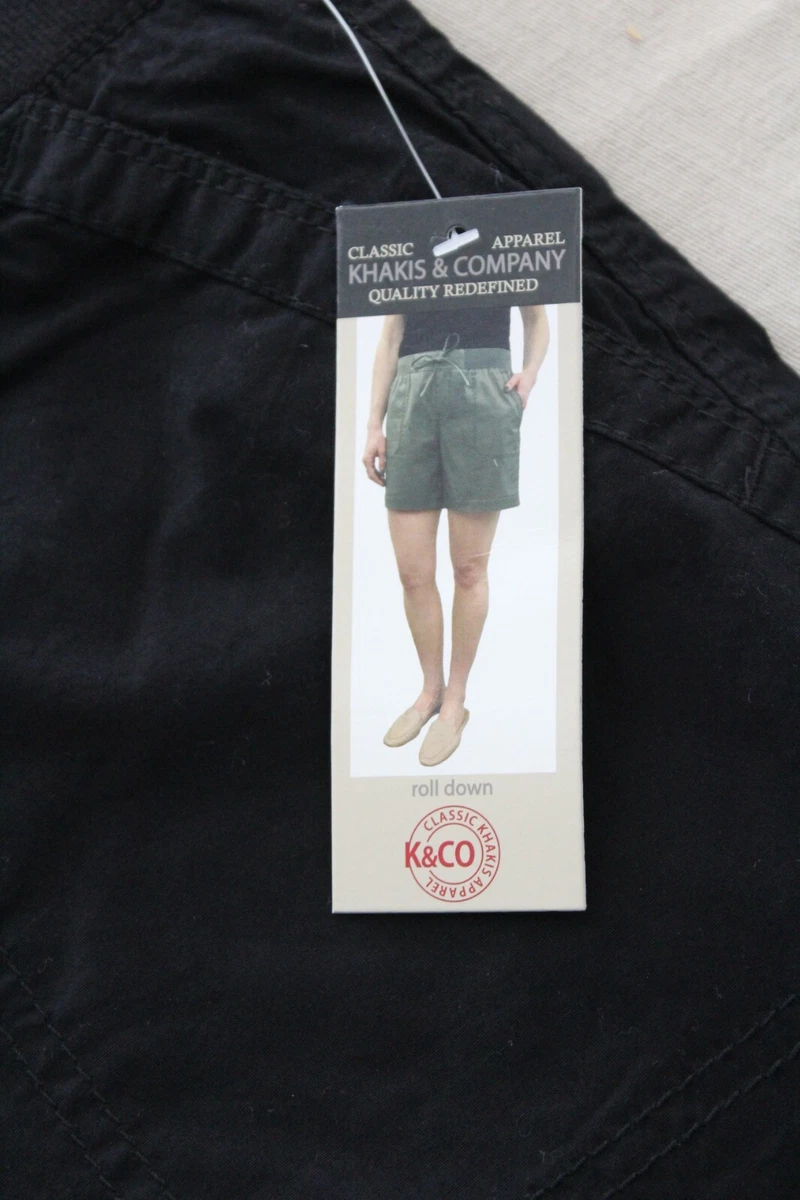 CLASSIC APPAREL
KHAKIS & COMPANY
QUALITY REDEFINED
roll down
CLASSIC KHAKIS APPAREL
K&CO